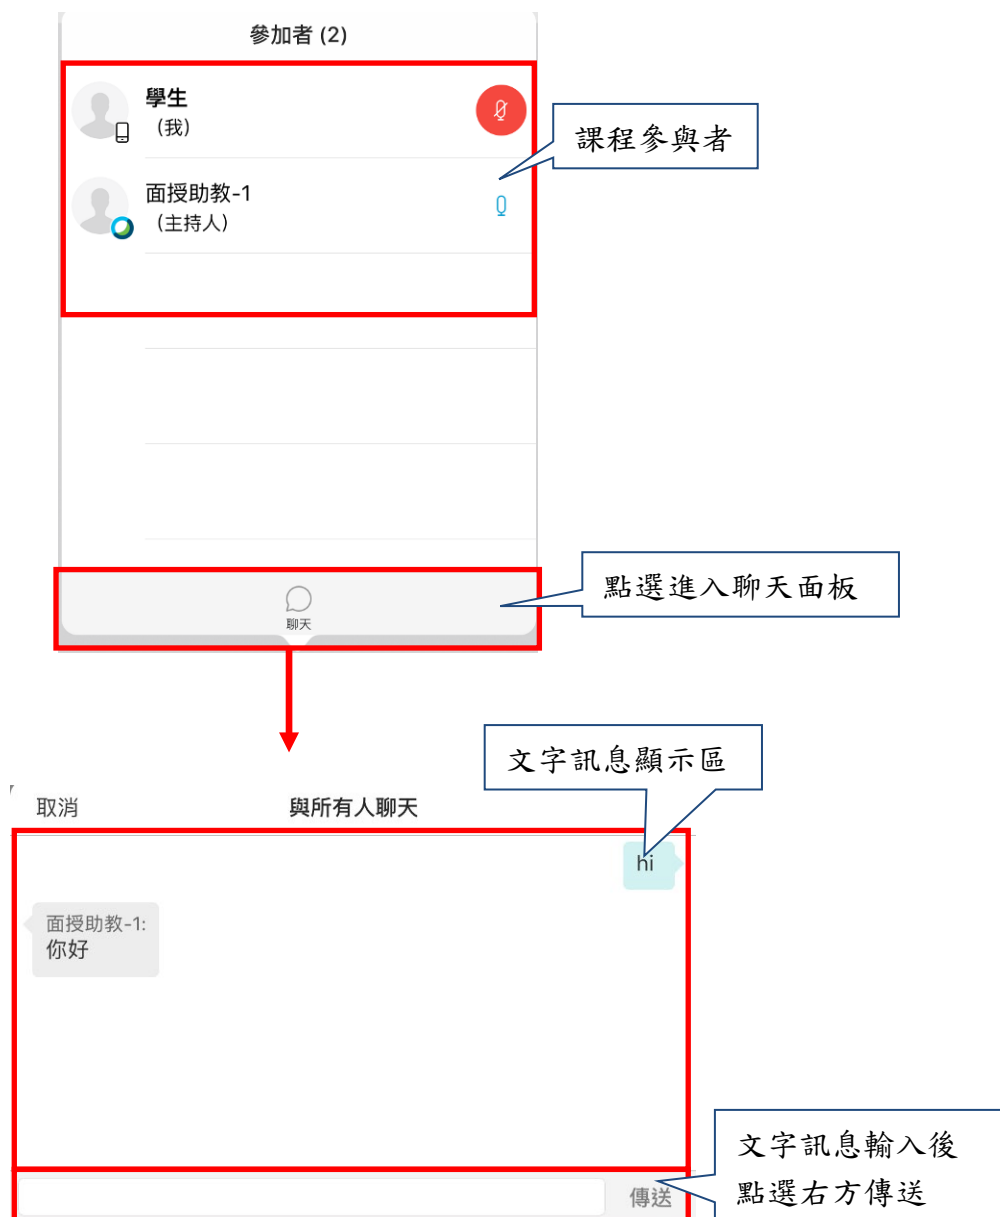 參加者 (2)
學生
（我）
課程參與者
面授助教-1
（主持人）
點選進入聊天面板
聊天
文字訊息顯示區
取消
與所有人聊天
hi
面授助教-1:
你好
文字訊息輸入後
點選右方傳送
傳送